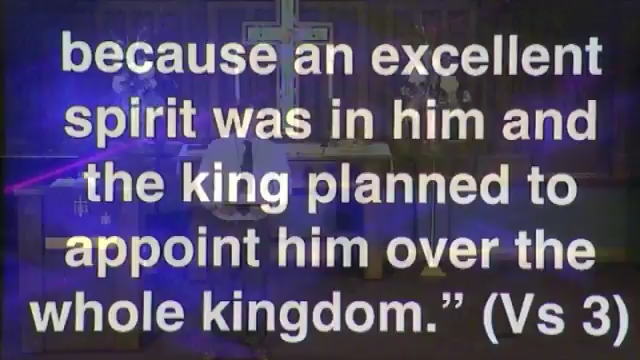 because an excellent
spirit was in him and
the king planned to
appoint him over the
whole kingdom.” (Vs 3)